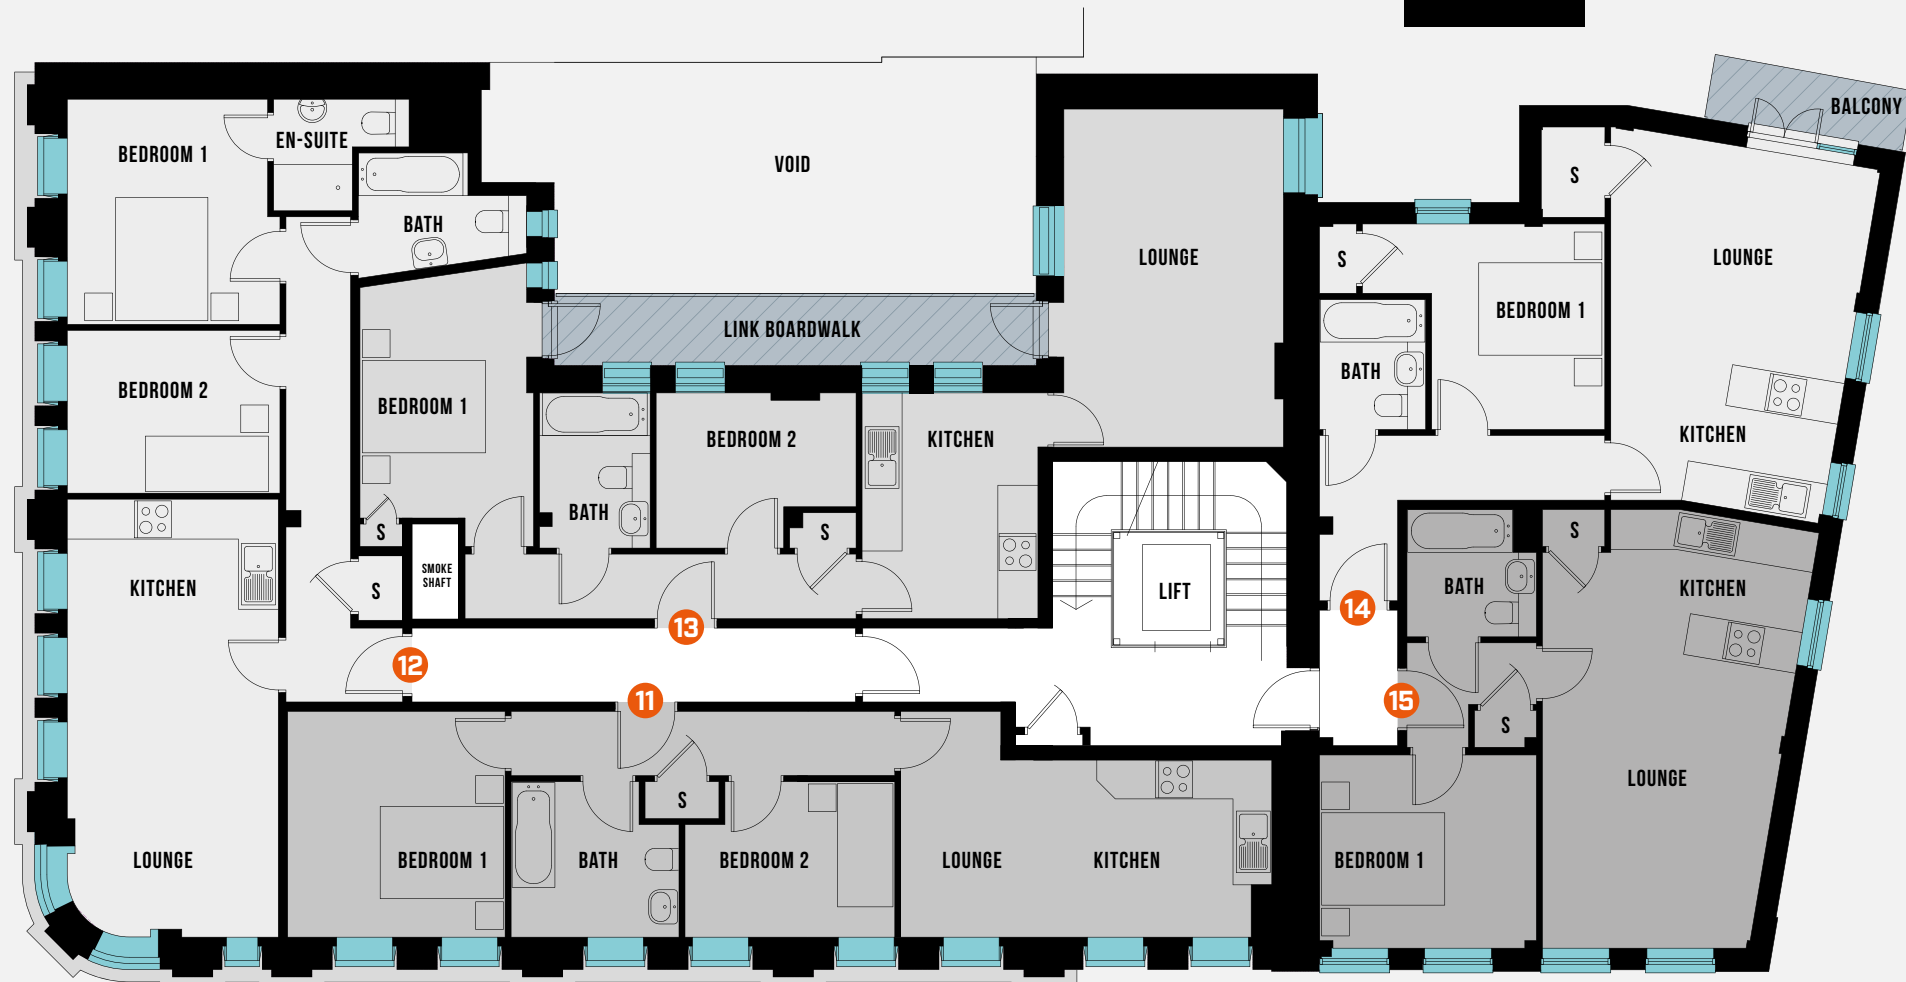 BALCONY
BEDROOM 1
EN-SUITE
VOID
S
BATH
LOUNGE
S
LOUNGE
BEDROOM 1
LINK BOARDWALK
BATH
BEDROOM 2
BEDROOM 1
BEDROOM 2
KITCHEN
KITCHEN
BATH
S
S
S
SMOKE
SHAFT
KITCHEN
S
LIFT
BATH
KITCHEN
14
13
12
11
15
S
LOUNGE
S
LOUNGE
BEDROOM 1
BATH
BEDROOM 2
LOUNGE
KITCHEN
BEDROOM 1